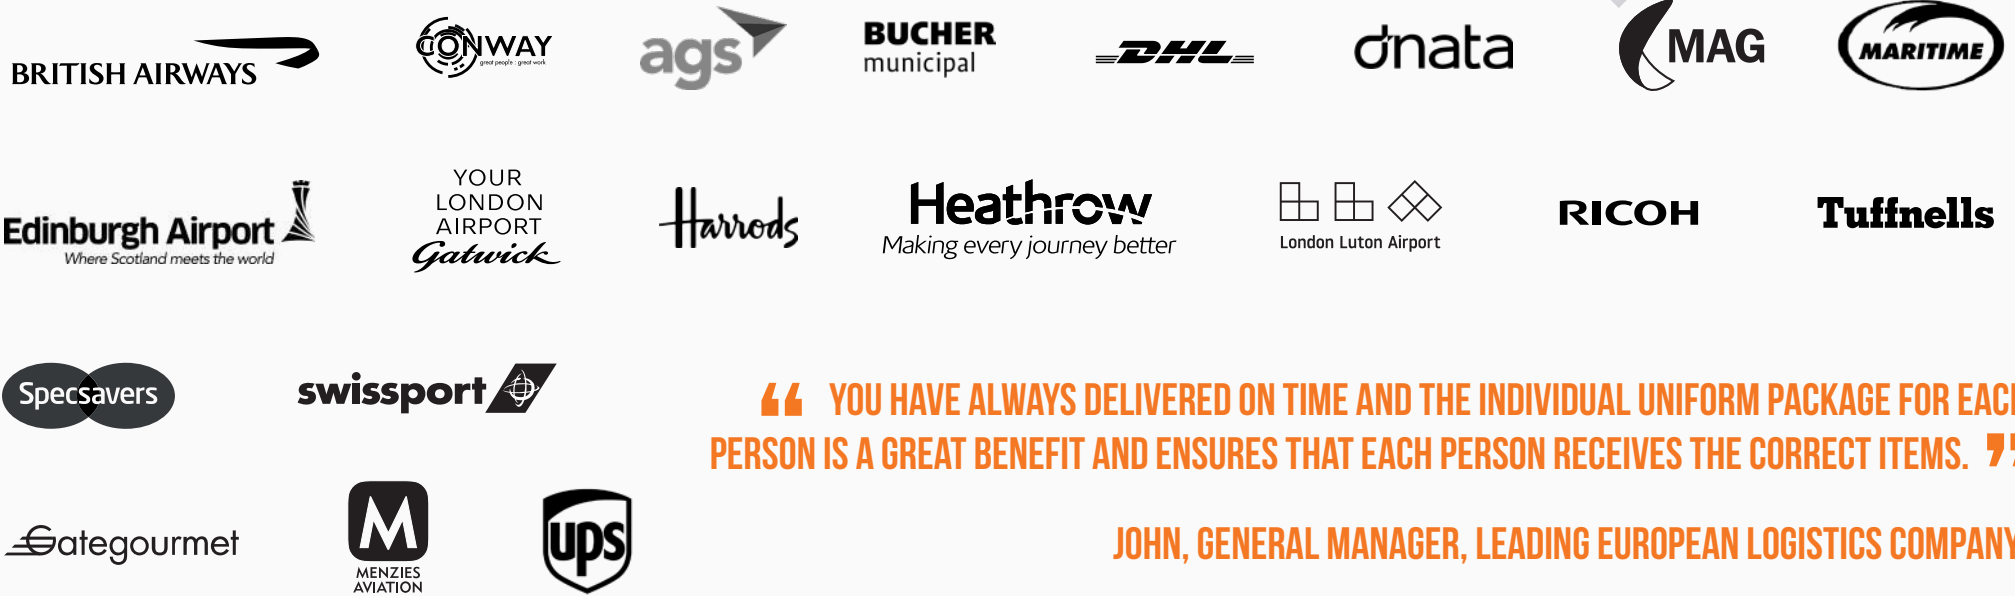 BRITISH AIRWAYS
CONWAY
great people : great work
ags
BUCHER
municipal
DHL
dnata
MAG
MARITIME
Edinburgh Airport
Where Scotland meets the world
YOUR
LONDON
AIRPORT
Gatwick
Harrods
Heathrow
Making every journey better
London Luton Airport
RICOH
Tuffnells
Specsavers
swissport
“ YOU HAVE ALWAYS DELIVERED ON TIME AND THE INDIVIDUAL UNIFORM PACKAGE FOR EACH
PERSON IS A GREAT BENEFIT AND ENSURES THAT EACH PERSON RECEIVES THE CORRECT ITEMS. ”
Gategourmet
M
MENZIES
AVIATION
ups
JOHN, GENERAL MANAGER, LEADING EUROPEAN LOGISTICS COMPANY